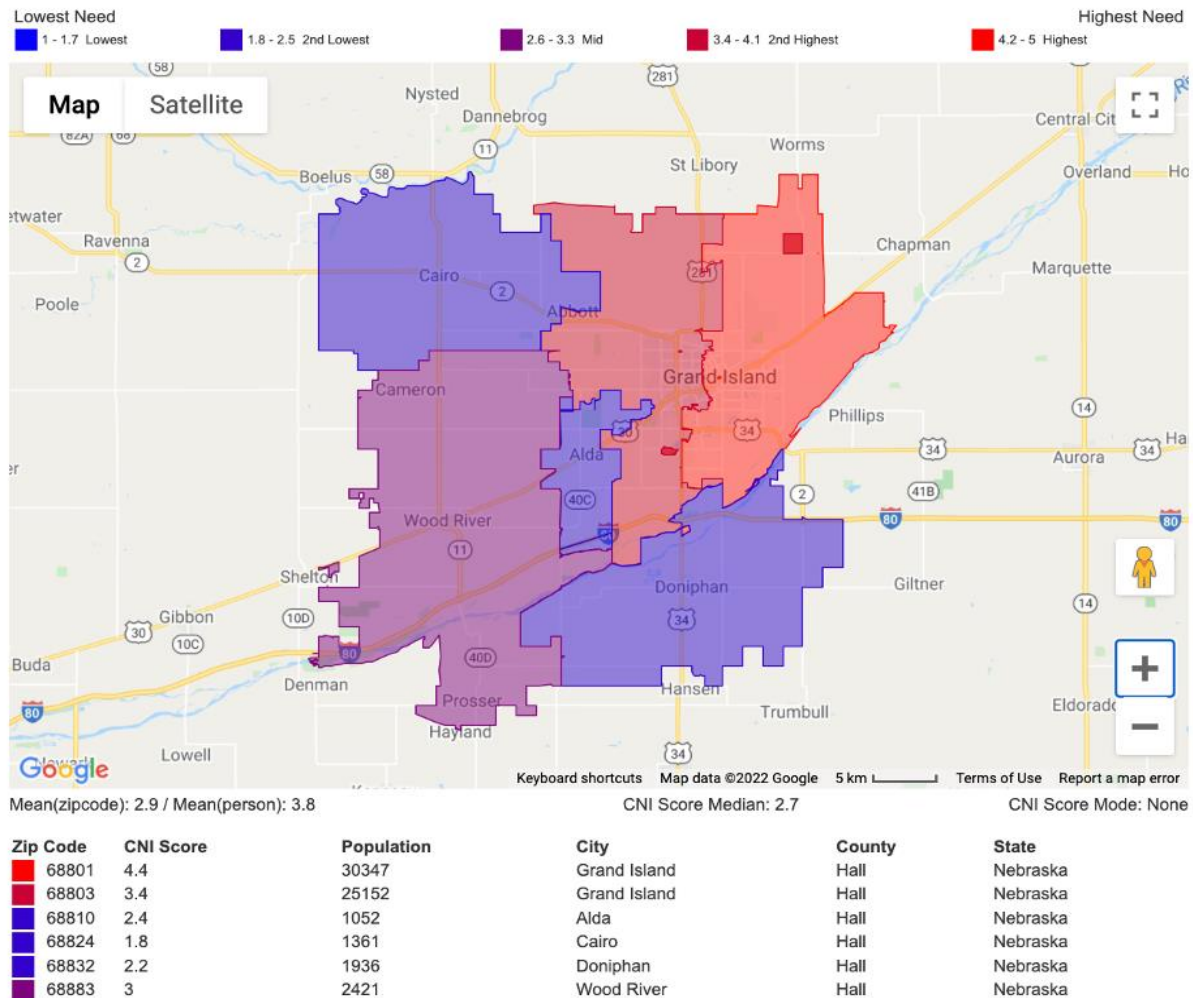 Lowest Need Highest Need
1 - 1.7 Lowest 1.8 - 2.5 2nd Lowest 2.6 - 3.3 Mid 3.4 - 4.1 2nd Highest 4.2 - 5 Highest
58
281
Map Satellite
Nysted
Dannebrog
Central Cit
82A 68
11
Worms
St Libory
Boelus 58
Overland Ho
etwater
Ravenna
Chapman
2
Cairo
281
Marquette
2
Poole
Abbott
Grand Island
Cameron
14
Phillips
30
34
Ha
Alda
34
Aurora
34
er
40C
2
41B
Wood River
80
80
11
Shelton
Doniphan
Giltner
Gibbon
10D
14
30
10C
34
80
40D
Buda
Denman
Hansen
Prosser
80
Trumbull
Eldorado
Hayland
Lowell
34
Google
Keyboard shortcuts Map data ©2022 Google 5 km Terms of Use Report a map error
Mean(zipcode): 2.9 / Mean(person): 3.8 CNI Score Median: 2.7 CNI Score Mode: None
Zip Code CNI Score Population City County State
68801 4.4 30347 Grand Island Hall Nebraska
68803 3.4 25152 Grand Island Hall Nebraska
68810 2.4 1052 Alda Hall Nebraska
68824 1.8 1361 Cairo Hall Nebraska
68832 2.2 1936 Doniphan Hall Nebraska
68883 3 2421 Wood River Hall Nebraska